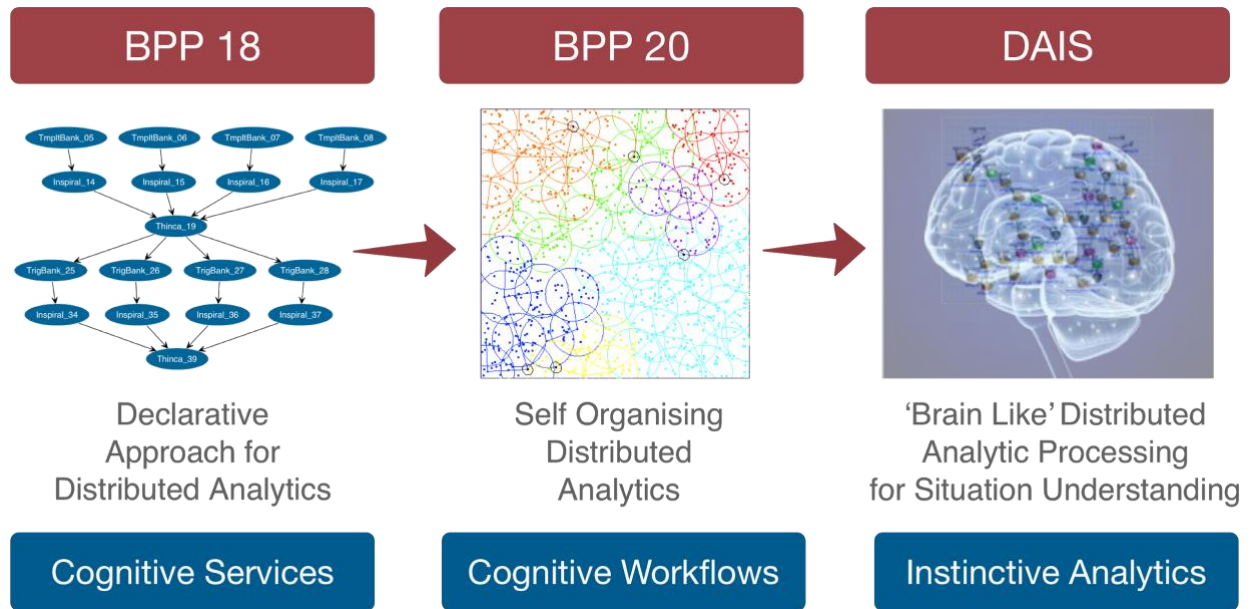 BPP 18
BPP 20
DAIS
TmpltBank_05
TmpltBank_06
TmpltBank_07
TmpltBank_08
Inspiral_14
Inspiral_15
Inspiral_16
Inspiral_17
Thinca_19
TrigBank_25
TrigBank_26
TrigBank_27
TrigBank_28
Inspiral_34
Inspiral_35
Inspiral_36
Inspiral_37
Thinca_39
Declarative
Approach for
Distributed Analytics
Self Organising
Distributed
Analytics
‘Brain Like’ Distributed
Analytic Processing
for Situation Understanding
Cognitive Services
Cognitive Workflows
Instinctive Analytics